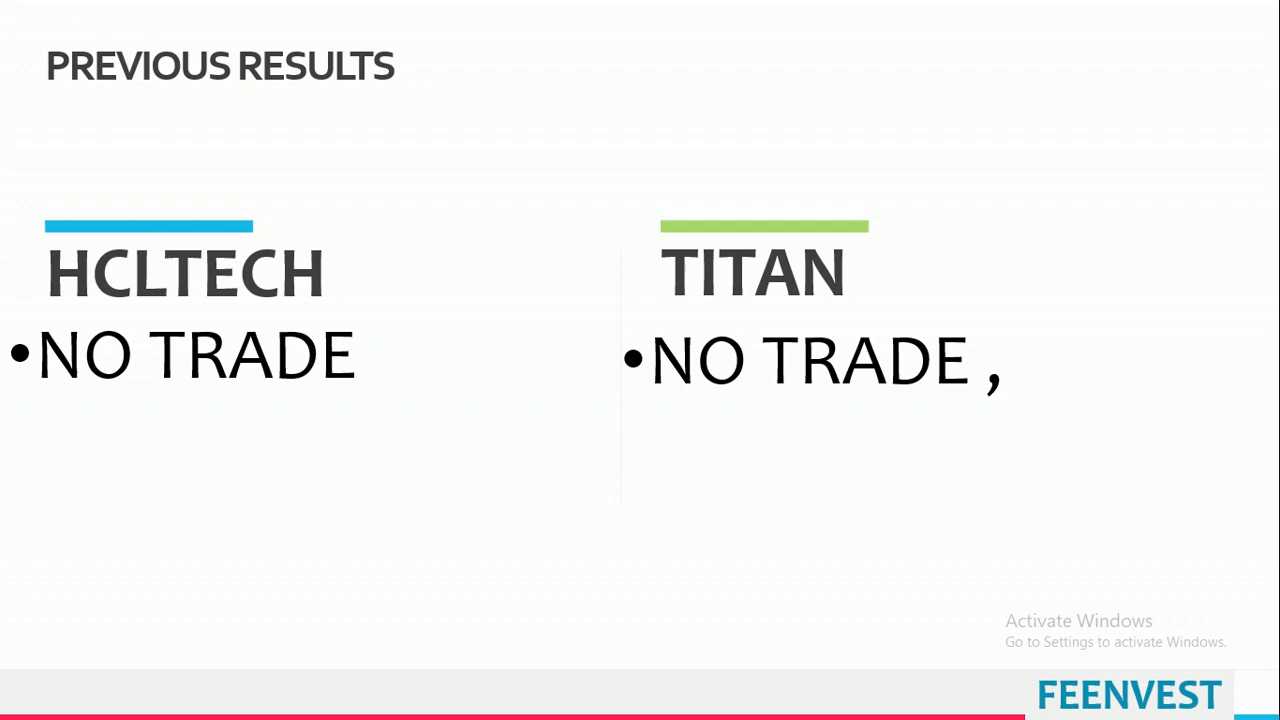 PREVIOUS RESULTS
HCLTECH
•NO TRADE
TITAN
•NO TRADE ,
Activate Windows
Go to Settings to activate Windows.
FEENVEST